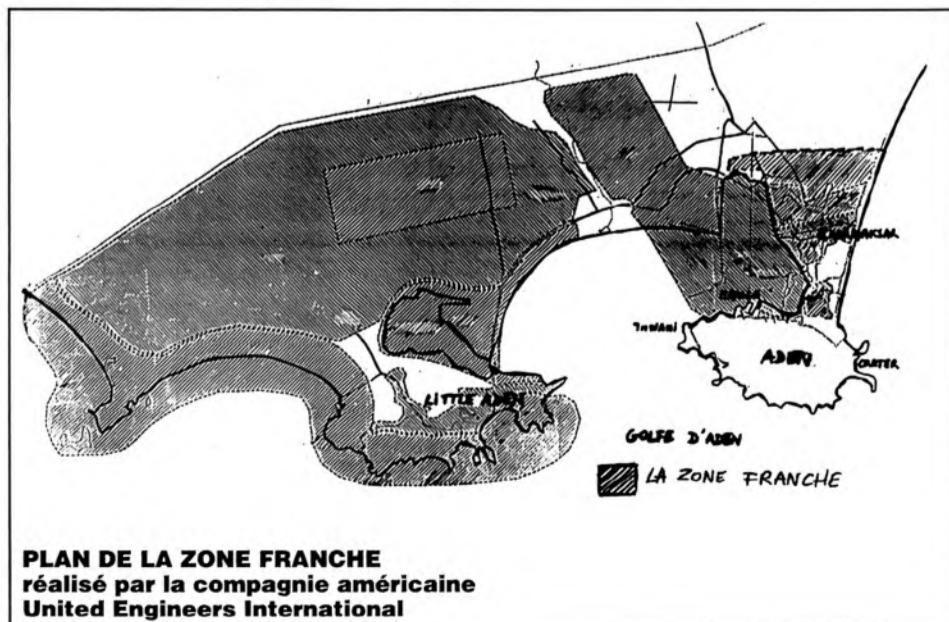 KHORMAKSAR
TAWAHI
ADEN
CRATER
LITTLE ADEN
GOLFE D'ADEN
LA ZONE FRANCHE
PLAN DE LA ZONE FRANCHE
réalisé par la compagnie américaine
United Engineers International